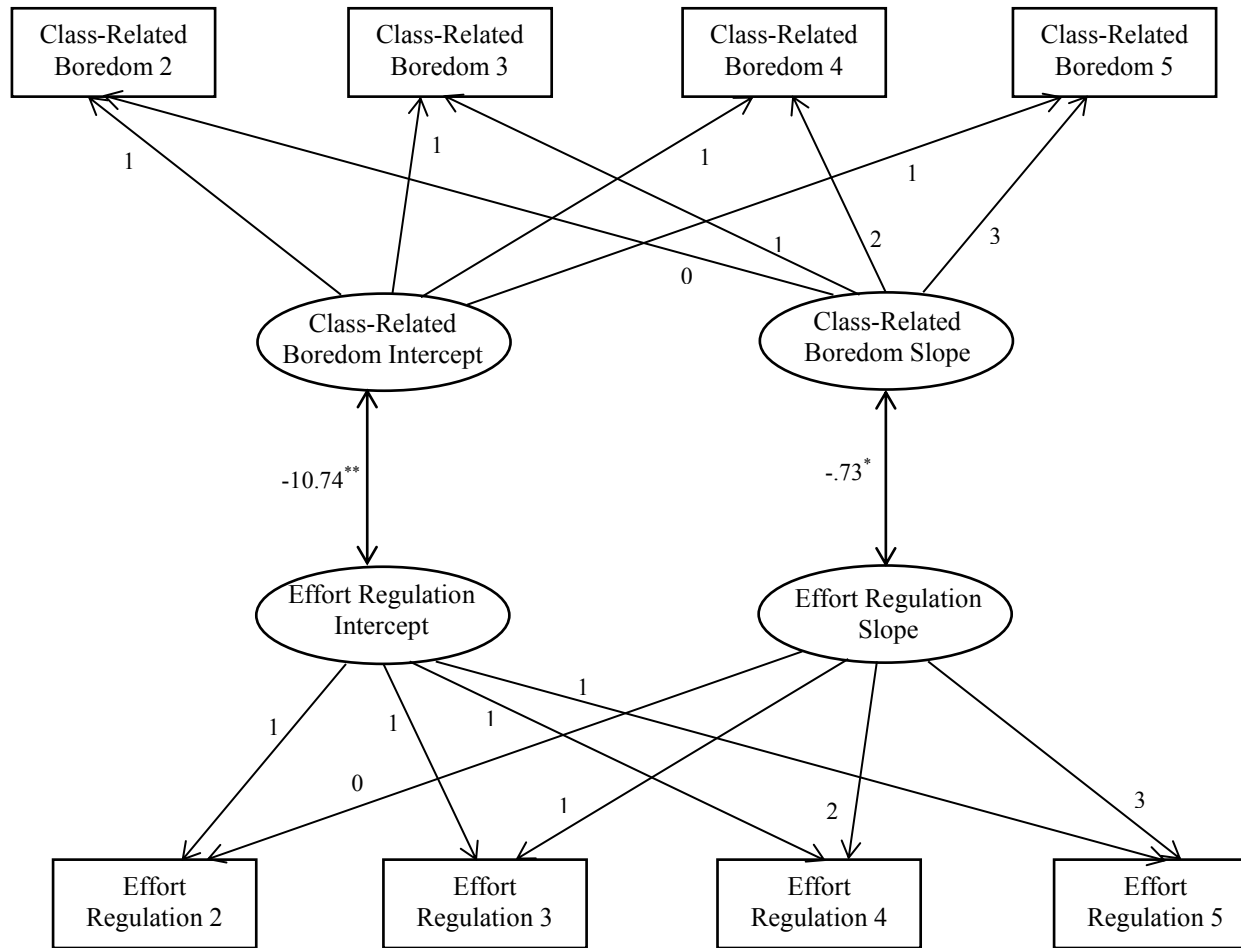 Class-Related
Boredom 2
Class-Related
Boredom 3
Class-Related
Boredom 4
Class-Related
Boredom 5
1
1
1
1
0
1
2
3
Class-Related
Boredom Intercept
Class-Related
Boredom Slope
-10.74**
-.73*
Effort Regulation
Intercept
Effort Regulation
Slope
1
1
1
1
0
1
2
3
Effort
Regulation 2
Effort
Regulation 3
Effort
Regulation 4
Effort
Regulation 5